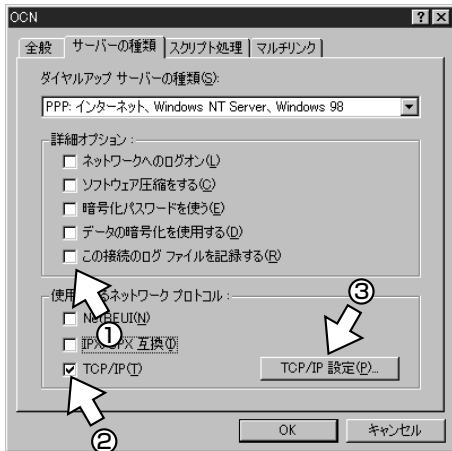 OCN
全般 サーバーの種類 スクリプト処理 マルチリンク
ダイヤルアップ サーバーの種類(S):
PPP: インターネット、Windows NT Server、Windows 98
詳細オプション:
ネットワークへのログオン(L)
ソフトウェア圧縮をする(C)
暗号化パスワードを使う(E)
データの暗号化を使用する(D)
この接続のログ ファイルを記録する(R)
使用 るネットワーク プロトコル:
③
NetBEUI(N)
①
IPX/SPX 互換(I)
TCP/IP(T)
TCP/IP 設定(P)...
②
OK
キャンセル